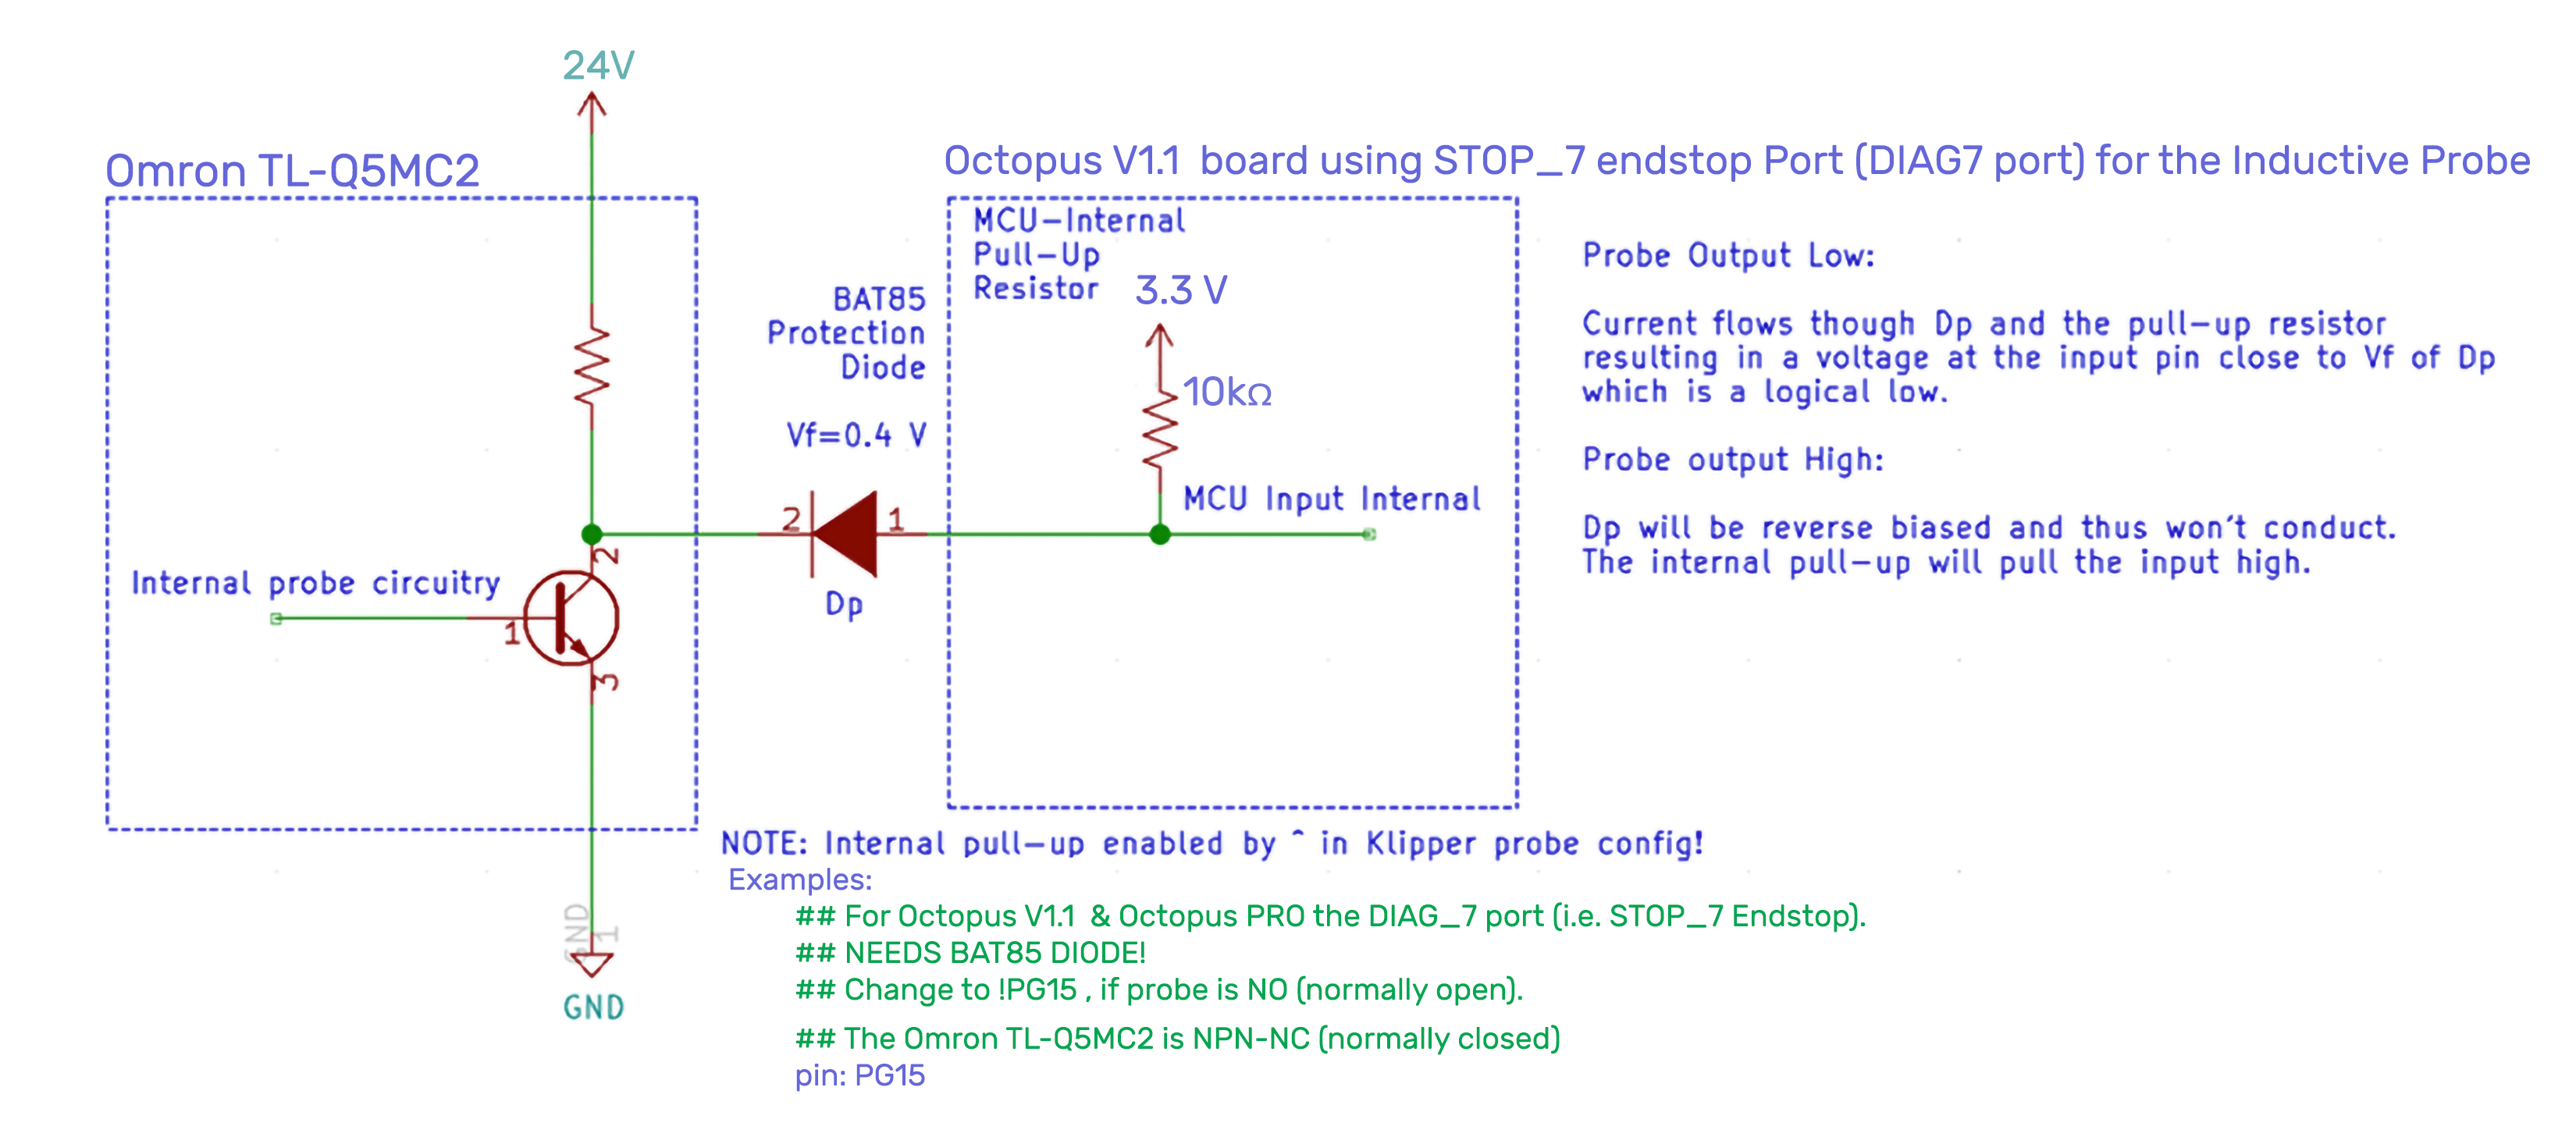 24V
Omron TL-Q5MC2
Octopus V1.1 board using STOP_7 endstop Port (DIAG7 port) for the Inductive Probe
MCU-Internal
Pull-Up
Resistor
3.3 V
10kΩ
MCU Input Internal
BAT85
Protection
Diode
Vf=0.4 V
2
1
Dp
Internal probe circuitry
2
1
3
GND
1
GND
Probe Output Low:
Current flows though Dp and the pull-up resistor
resulting in a voltage at the input pin close to Vf of Dp
which is a logical low.
Probe output High:
Dp will be reverse biased and thus won't conduct.
The internal pull-up will pull the input high.
NOTE: Internal pull-up enabled by ^ in Klipper probe config!
Examples:
## For Octopus V1.1 & Octopus PRO the DIAG_7 port (i.e. STOP_7 Endstop).
## NEEDS BAT85 DIODE!
## Change to !PG15 , if probe is NO (normally open).
## The Omron TL-Q5MC2 is NPN-NC (normally closed)
pin: PG15